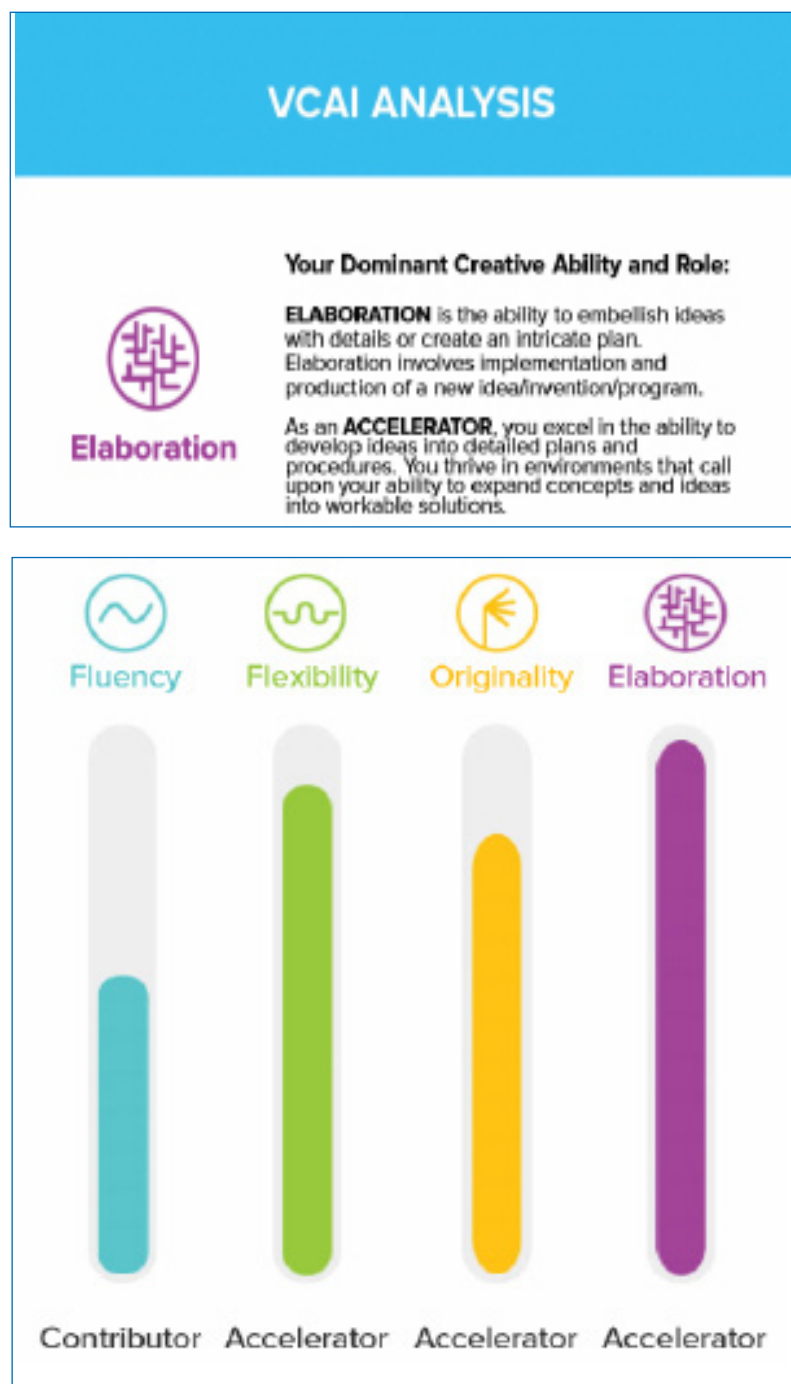 VCAI ANALYSIS
Your Dominant Creative Ability and Role:
ELABORATION is the ability to embellish ideas
with details or create an intricate plan.
Elaboration involves implementation and
production of a new idea/invention/program.
Elaboration
As an ACCELERATOR, you excel in the ability to
develop ideas into detailed plans and
procedures. You thrive in environments that call
upon your ability to expand concepts and ideas
into workable solutions.
Fluency Flexibility Originality Elaboration
Contributor Accelerator Accelerator Accelerator